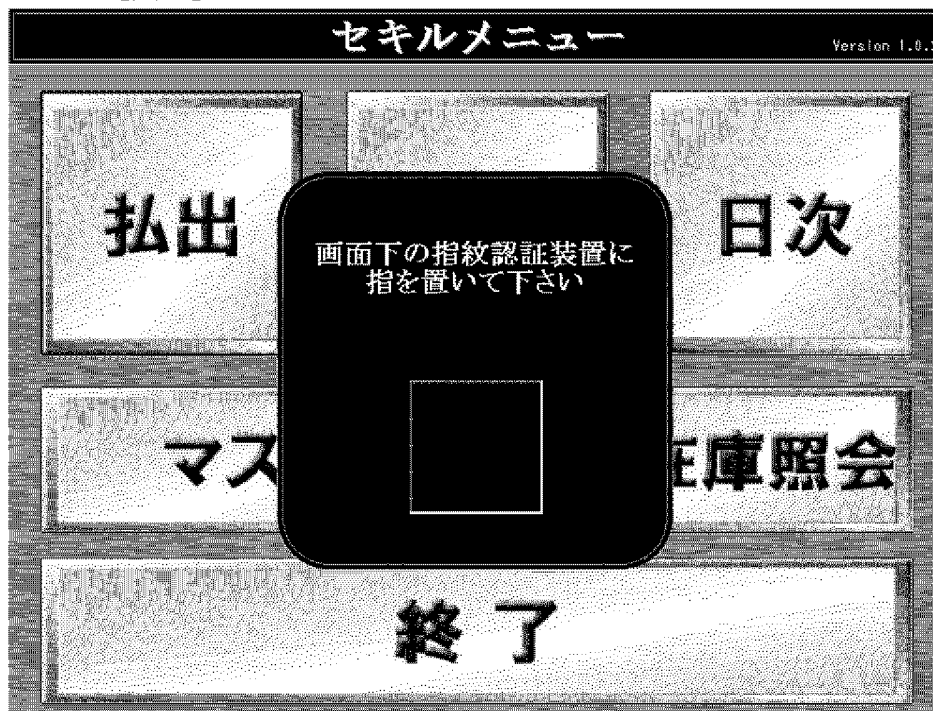 セキルメニュー
Version 1.0.
払出
日次
画面下の指紋認証装置に
指を置いて下さい
マス
庫照会
終了